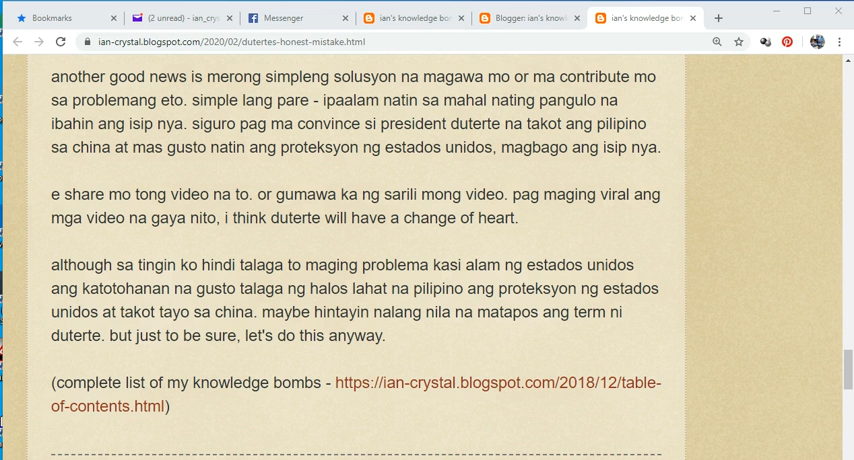 Bookmarks
(2 unread) - ian_crys
Messenger
ian's knowledge bo
Blogger: ian's knowl
ian's knowledge bo
ian-crystal.blogspot.com/2020/02/dutertes-honest-mistake.html
another good news is merong simpleng solusyon na magawa mo or ma contribute mo
sa problemang eto. simple lang pare - ipaalam natin sa mahal nating pangulo na
ibahin ang isip nya. siguro pag ma convince si president duterte na takot ang pilipino
sa china at mas gusto natin ang proteksyon ng estados unidos, magbago ang isip nya.
e share mo tong video na to. or gumawa ka ng sarili mong video. pag maging viral ang
mga video na gaya nito, i think duterte will have a change of heart.
although sa tingin ko hindi talaga to maging problema kasi alam ng estados unidos
ang katotohanan na gusto talaga ng halos lahat na pilipino ang proteksyon ng estados
unidos at takot tayo sa china. maybe hintayin nalang nila na matapos ang term ni
duterte. but just to be sure, let's do this anyway.
(complete list of my knowledge bombs - https://ian-crystal.blogspot.com/2018/12/table-
of-contents.html)